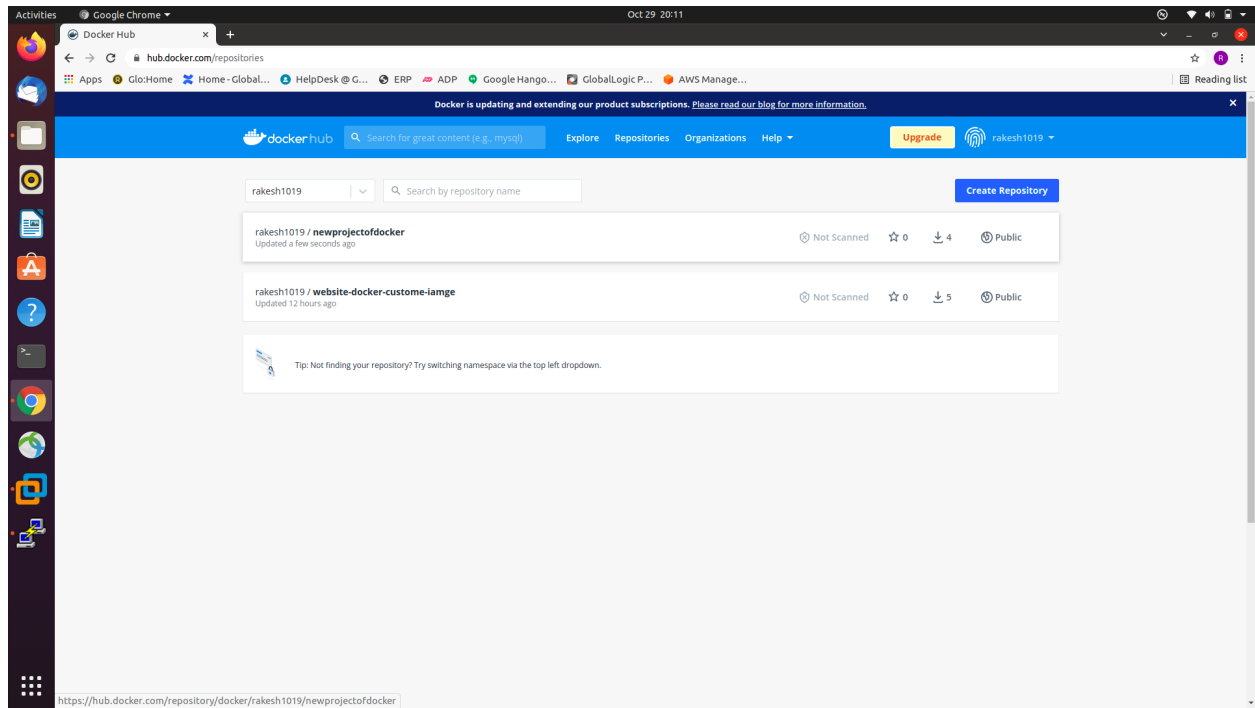 Activities Google Chrome Oct 29 20:11
Docker Hub
hub.docker.com/repositories R
Apps Glo:Home Home - Global... HelpDesk @ G... ERP ADP Google Hango... GlobalLogic P... AWS Manage... Reading list
Docker is updating and extending our product subscriptions. Please read our blog for more information.
docker hub Search for great content (e.g., mysql) Explore Repositories Organizations Help Upgrade rakesh1019
rakesh1019 Search by repository name Create Repository
rakesh1019 / newprojectofdocker
Updated a few seconds ago
Not Scanned 0 4 Public
rakesh1019 / website-docker-custome-iamge
Updated 12 hours ago
Not Scanned 0 5 Public
Tip: Not finding your repository? Try switching namespace via the top left dropdown.
https://hub.docker.com/repository/docker/rakesh1019/newprojectofdocker